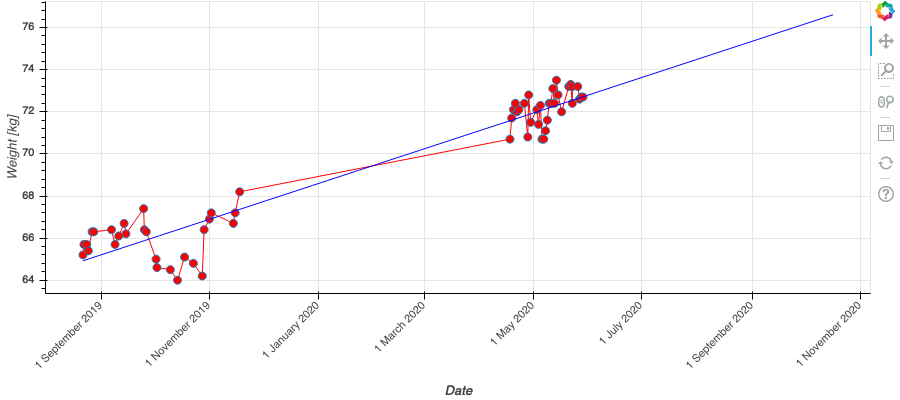 Weight [kg]
76
74
72
70
68
66
64
1 September 2019
1 November 2019
1 January 2020
1 March 2020
1 May 2020
1 July 2020
1 September 2020
1 November 2020
Date
?